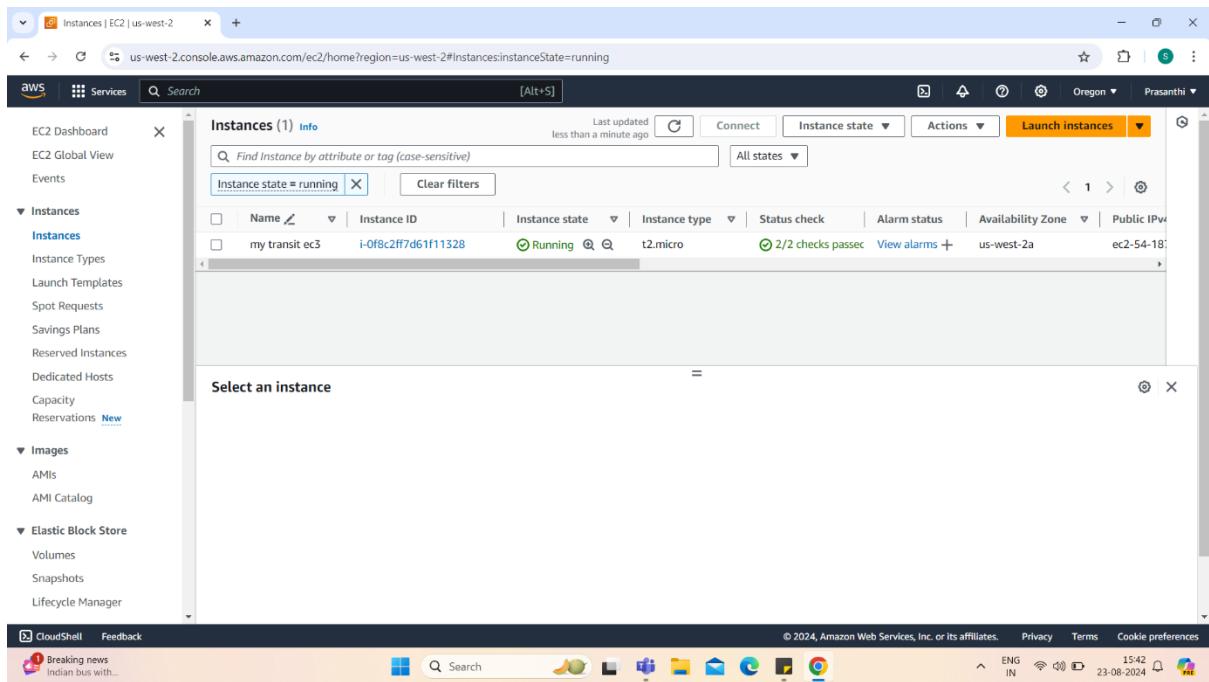 Instances | EC2 | us-west-2
us-west-2.console.aws.amazon.com/ec2/home?region=us-west-2#Instances:instanceState=running
S
aws Services Search [Alt+S] Oregon Prasanthi
EC2 Dashboard
EC2 Global View
Events
Instances
Instances
Instance Types
Launch Templates
Spot Requests
Savings Plans
Reserved Instances
Dedicated Hosts
Capacity
Reservations New
Images
AMIs
AMI Catalog
Elastic Block Store
Volumes
Snapshots
Lifecycle Manager
Instances (1) Info
Last updated
less than a minute ago
Connect Instance state Actions Launch instances
Find Instance by attribute or tag (case-sensitive)
All states
Instance state = running
Clear filters
1
Name Instance ID Instance state Instance type Status check Alarm status Availability Zone Public IPv4
my transit ec3 i-0f8c2ff7d61f11328 Running t2.micro 2/2 checks passec View alarms + us-west-2a ec2-54-187
Select an instance
CloudShell Feedback © 2024, Amazon Web Services, Inc. or its affiliates. Privacy Terms Cookie preferences
1
Breaking news
Indian bus with...
Search
ENG
IN
15:42
23-08-2024
PRE